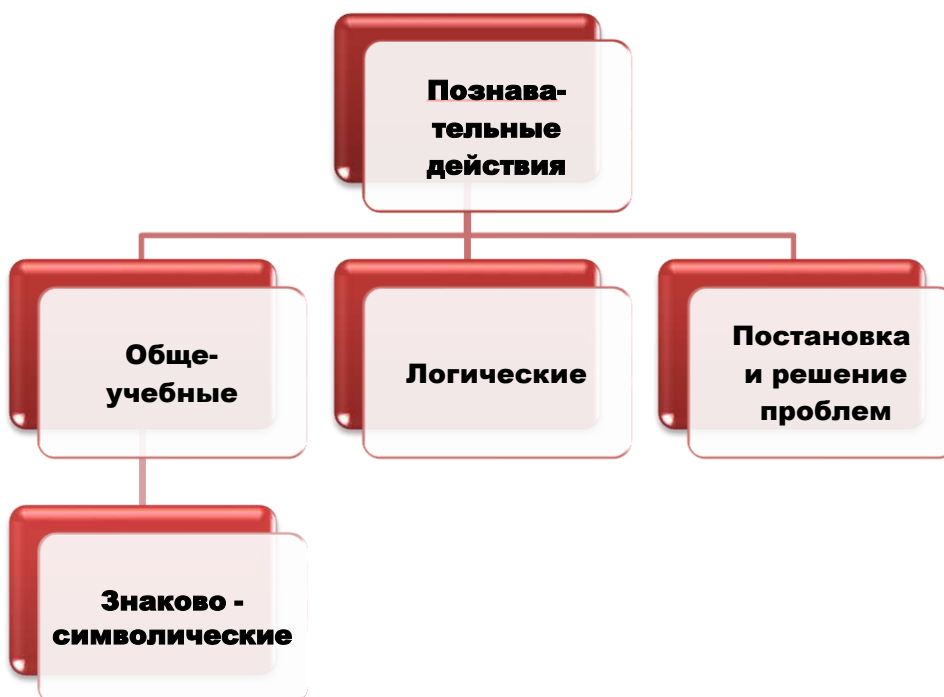 Познава-
тельные
действия
Обще-
учебные
Логические
Постановка
и решение
проблем
Знаково -
символические